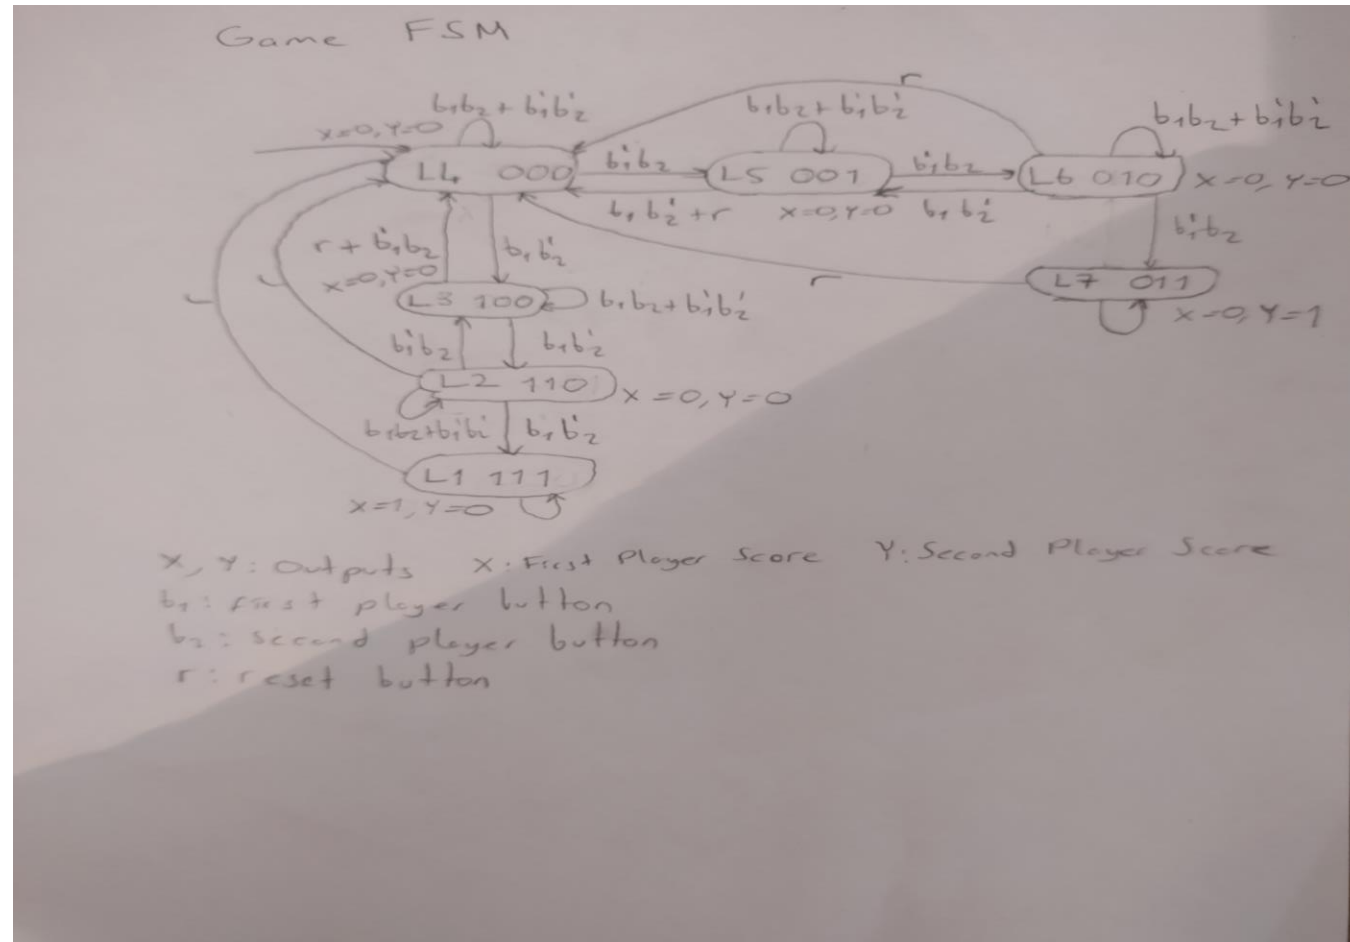 Game FSM
r
b1b2 + b1'b2'
b1b2 + b1'b2'
b1b2 + b1'b2'
x=0, Y=0
L4 000
b1'b2
L5 001
b1'b2
L6 010
x=0, Y=0
b1b2' + r
x=0, Y=0
b1b2'
r + b1'b2
b1b2'
b1'b2
x=0, Y=0
r
L7 011
L3 100
b1b2 + b1'b2'
x=0, Y=1
r
r
b1'b2
b1b2'
L2 110
x=0, Y=0
b1b2+b1'b2'
b1b2'
L1 111
x=1, Y=0
X, Y: Outputs X: First Player Score Y: Second Player Score
b1: first player button
b2: second player button
r: reset button